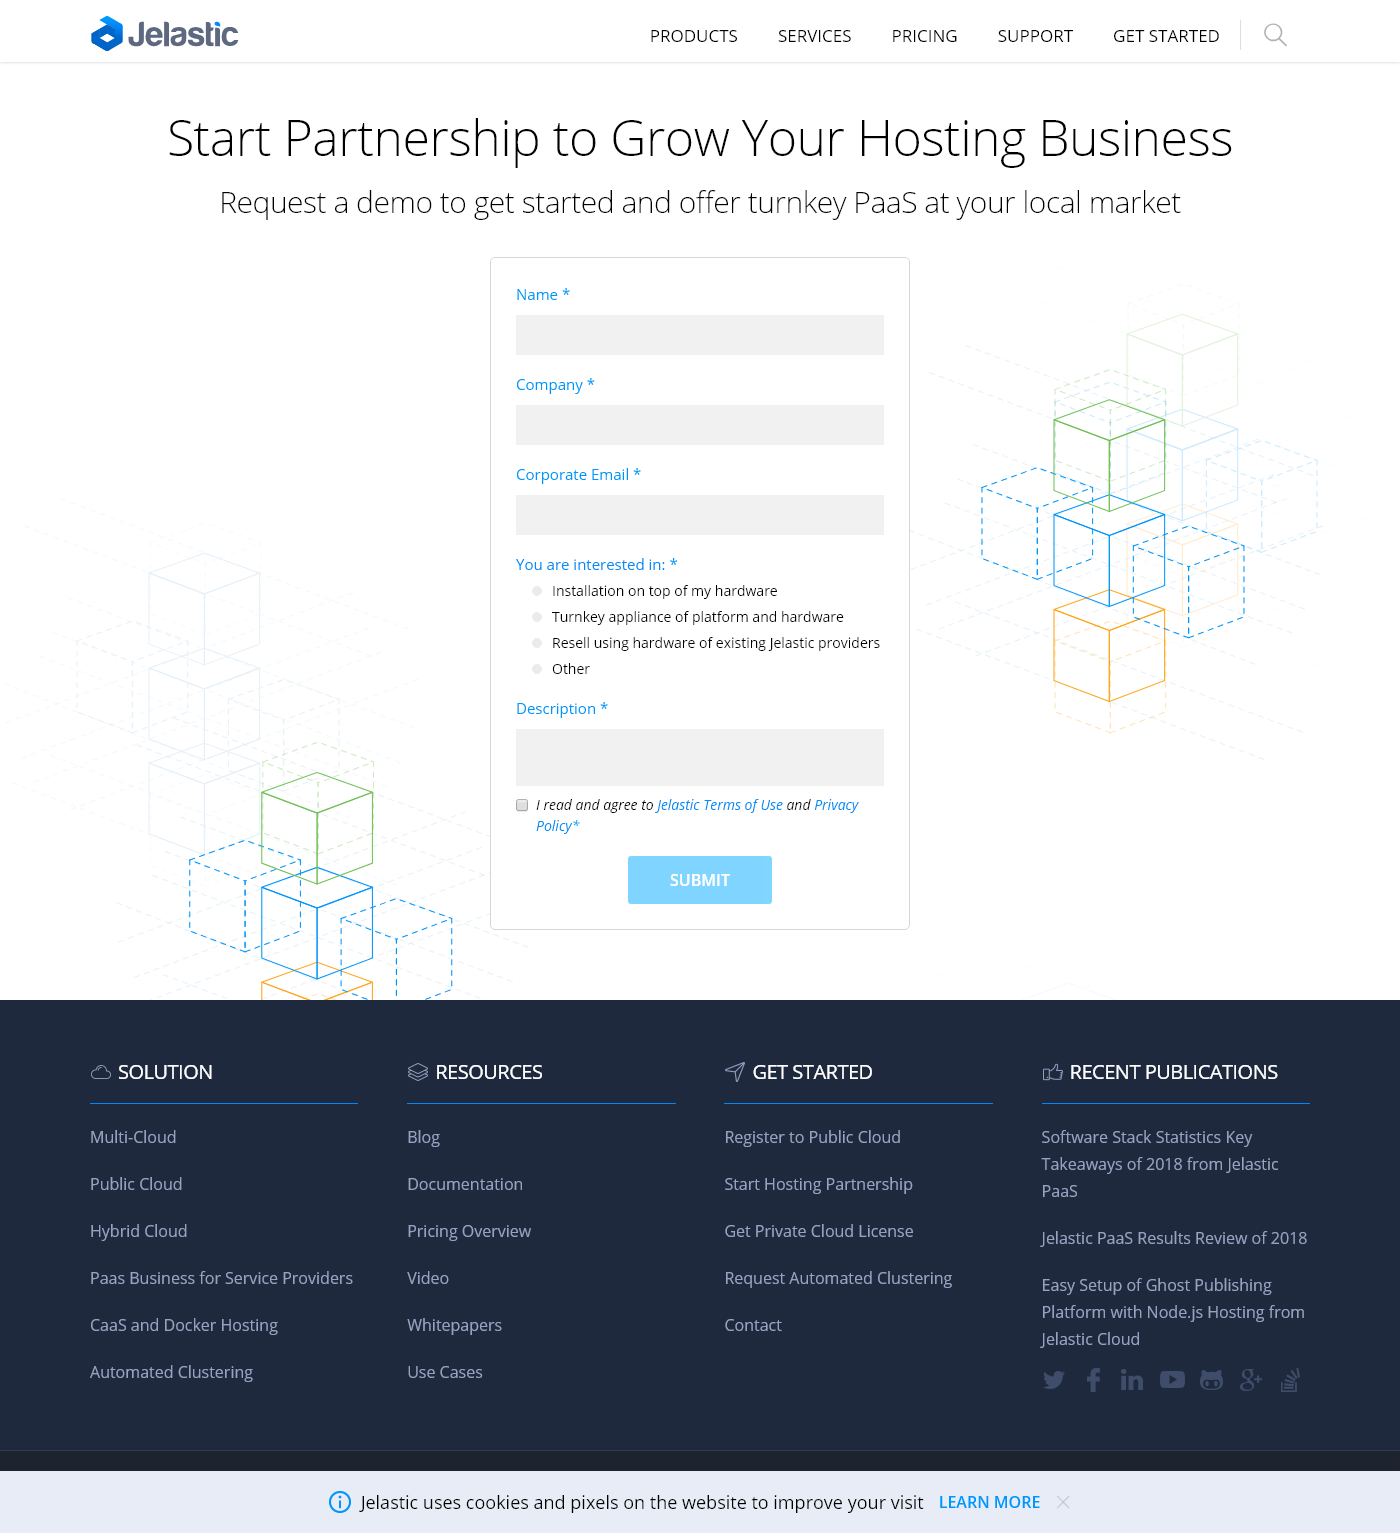 Jelastic
PRODUCTS
SERVICES
PRICING
SUPPORT
GET STARTED
Start Partnership to Grow Your Hosting Business
Request a demo to get started and offer turnkey PaaS at your local market
Name *
Company *
Corporate Email *
You are interested in: *
Installation on top of my hardware
Turnkey appliance of platform and hardware
Resell using hardware of existing Jelastic providers
Other
Description *
I read and agree to Jelastic Terms of Use and Privacy
Policy*
SUBMIT
SOLUTION
Multi-Cloud
Public Cloud
Hybrid Cloud
Paas Business for Service Providers
CaaS and Docker Hosting
Automated Clustering
RESOURCES
Blog
Documentation
Pricing Overview
Video
Whitepapers
Use Cases
GET STARTED
Register to Public Cloud
Start Hosting Partnership
Get Private Cloud License
Request Automated Clustering
Contact
RECENT PUBLICATIONS
Software Stack Statistics Key
Takeaways of 2018 from Jelastic
PaaS
Jelastic PaaS Results Review of 2018
Easy Setup of Ghost Publishing
Platform with Node.js Hosting from
Jelastic Cloud
Jelastic uses cookies and pixels on the website to improve your visit
LEARN MORE